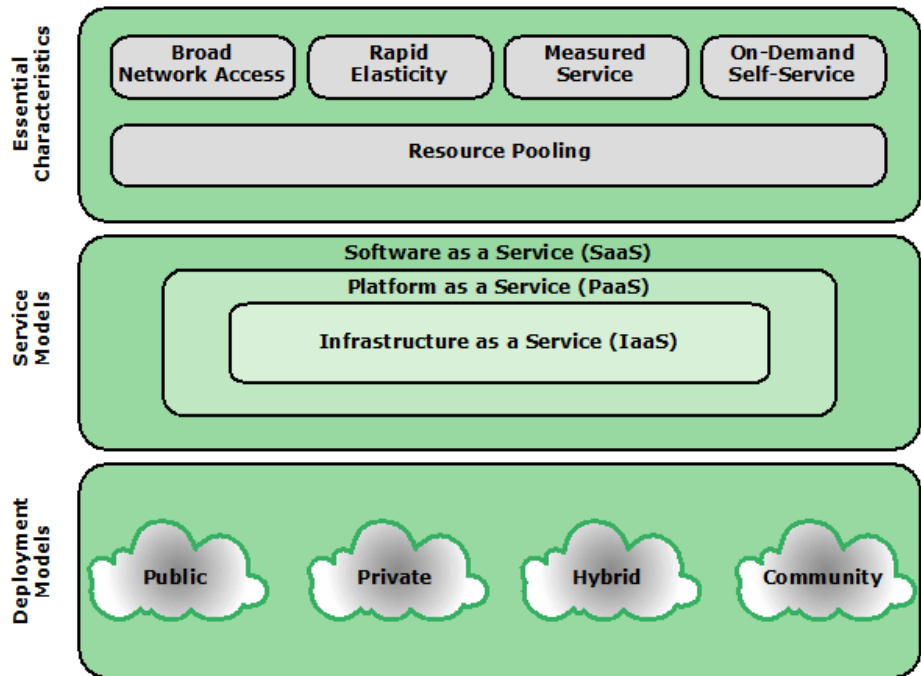 Essential
Characteristics
Broad
Network Access
Rapid
Elasticity
Measured
Service
On-Demand
Self-Service
Resource Pooling
Service
Models
Software as a Service (SaaS)
Platform as a Service (PaaS)
Infrastructure as a Service (IaaS)
Deployment
Models
Public
Private
Hybrid
Community